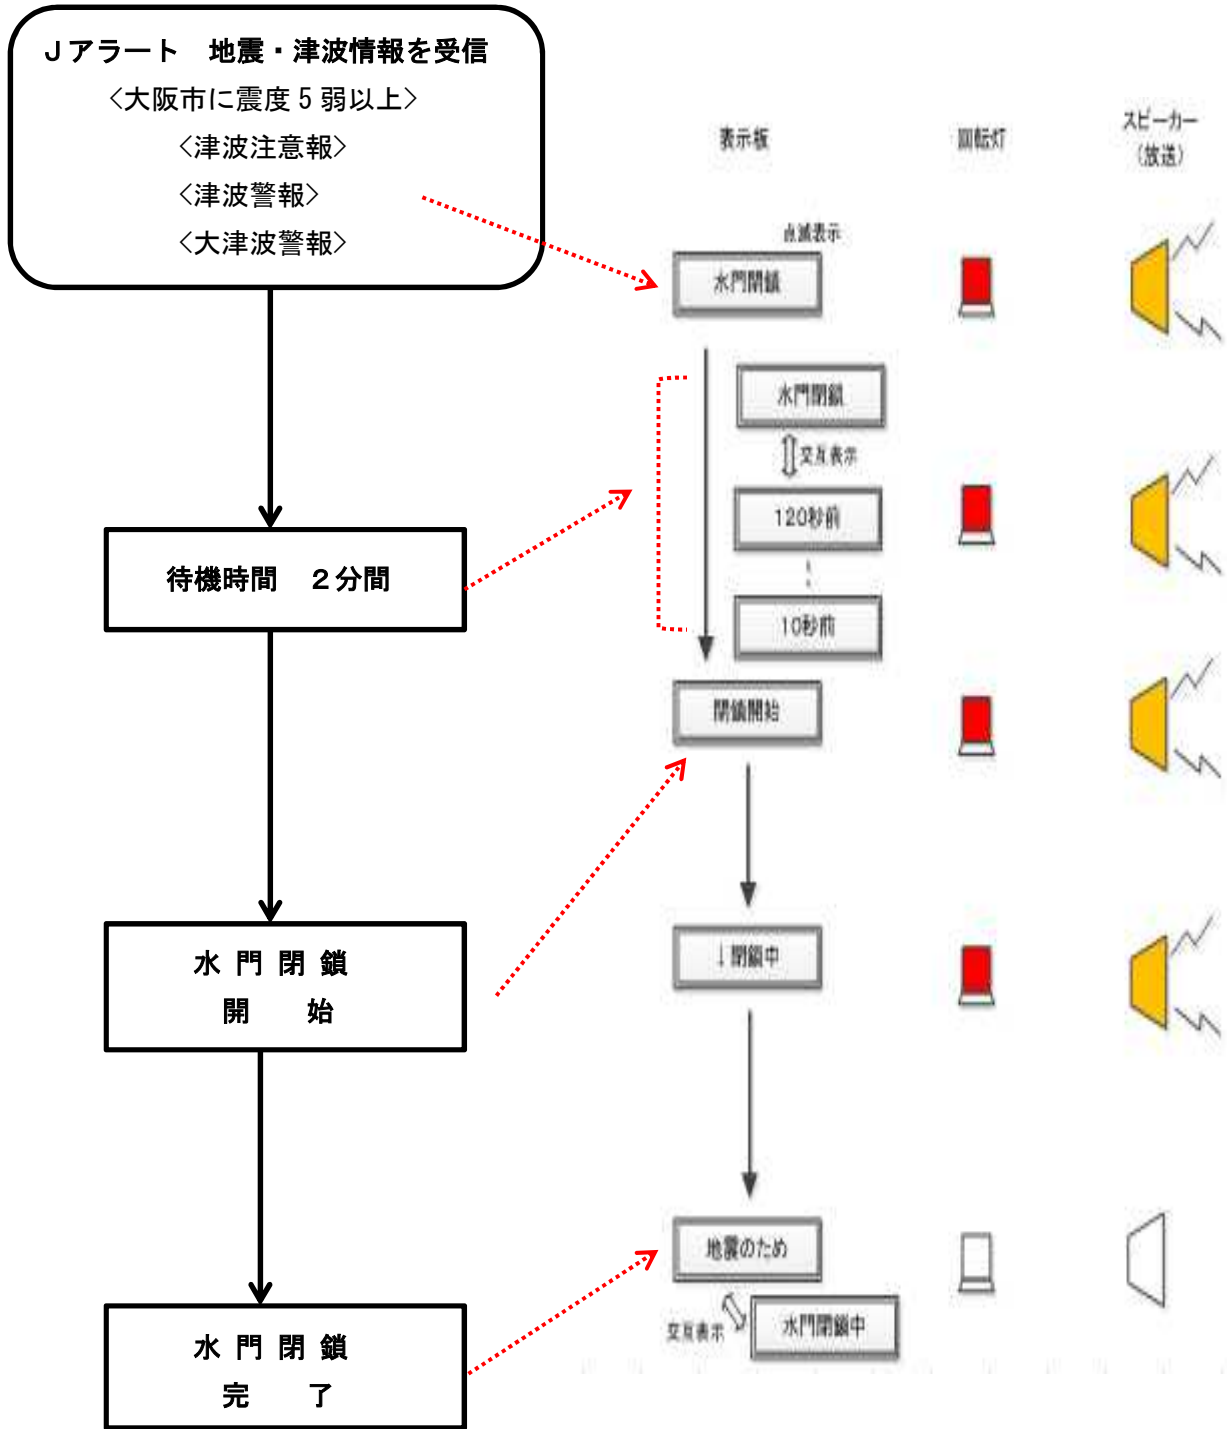 Ｊアラート　地震・津波情報を受信
<大阪市に震度５弱以上>
<津波注意報>
<津波警報>
<大津波警報>
待機時間　２分間
水 門 閉 鎖
開　　始
水 門 閉 鎖
完　　了
表示板
回転灯
スピーカー
（放送）
点滅表示
水門閉鎖
水門閉鎖
交互表示
120秒前
10秒前
閉鎖開始
↓閉鎖中
地震のため
交互表示
水門閉鎖中